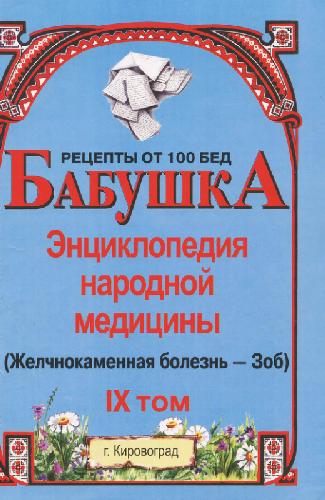 РЕЦЕПТЫ ОТ 100 БЕД
БАБУШКА
Энциклопедия
народной
медицины
(Желчнокаменная болезнь – Зоб)
IX том
г. Кировоград